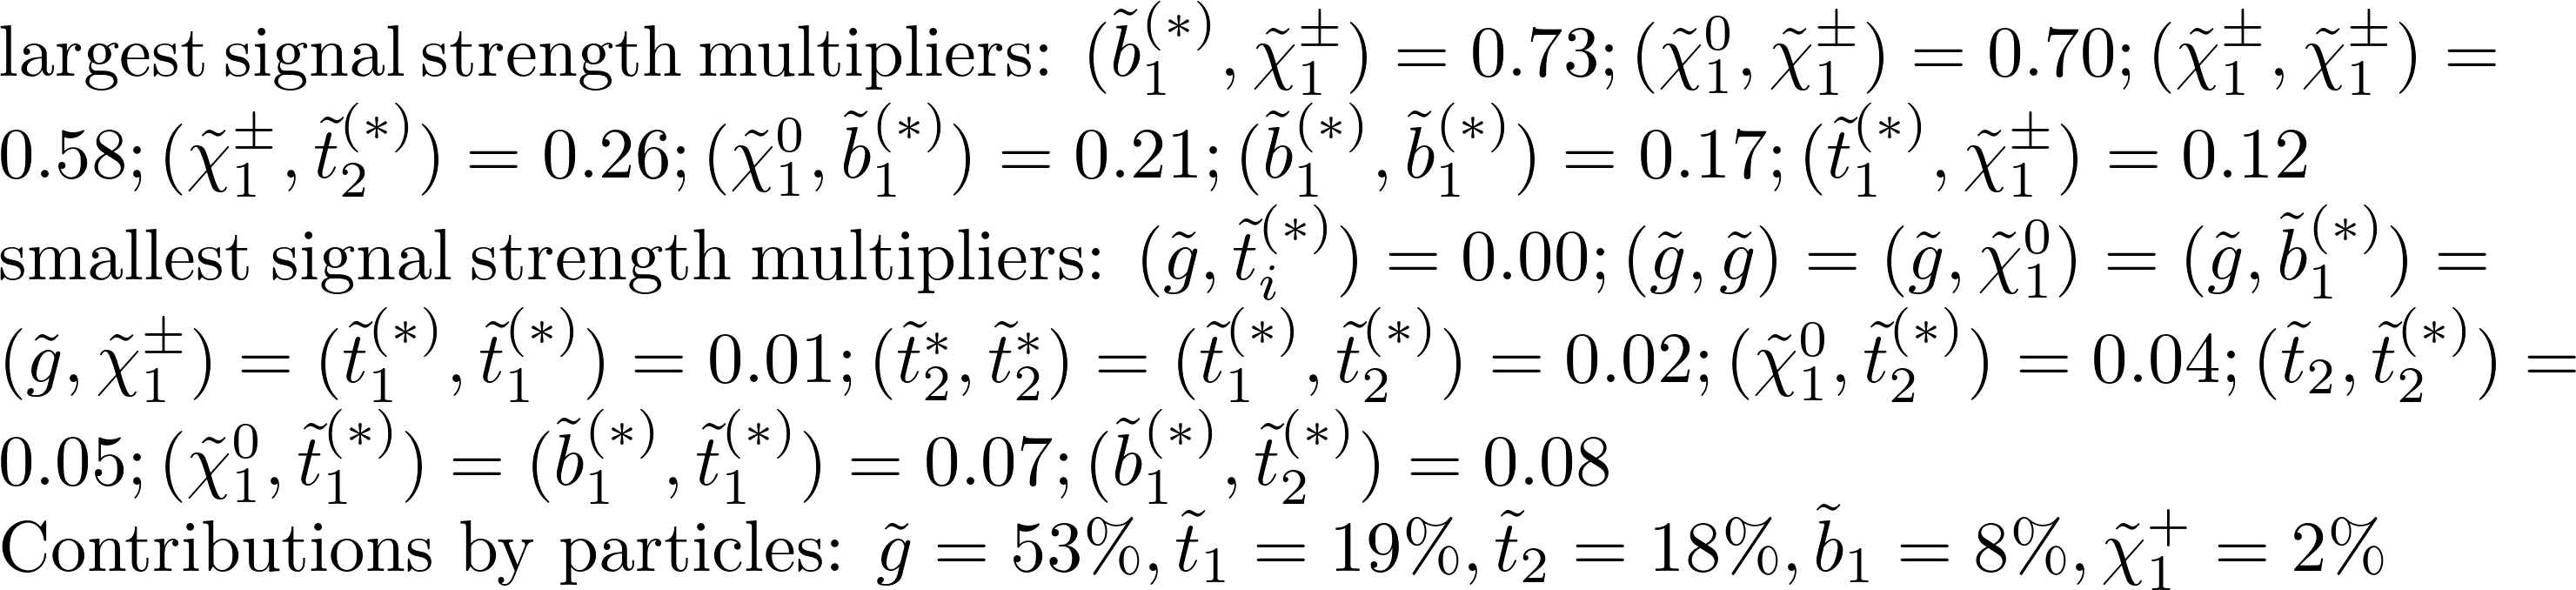 largest signal strength multipliers: $(\tilde{b}_1^{(*)}, \tilde{\chi}_1^{\pm}) = 0.73; (\tilde{\chi}_1^0, \tilde{\chi}_1^{\pm}) = 0.70; (\tilde{\chi}_1^{\pm}, \tilde{\chi}_1^{\pm}) =$
$0.58; (\tilde{\chi}_1^{\pm}, \tilde{t}_2^{(*)}) = 0.26; (\tilde{\chi}_1^0, \tilde{b}_1^{(*)}) = 0.21; (\tilde{b}_1^{(*)}, \tilde{b}_1^{(*)}) = 0.17; (\tilde{t}_1^{(*)}, \tilde{\chi}_1^{\pm}) = 0.12$
smallest signal strength multipliers: $(\tilde{g}, \tilde{t}_i^{(*)}) = 0.00; (\tilde{g}, \tilde{g}) = (\tilde{g}, \tilde{\chi}_1^0) = (\tilde{g}, \tilde{b}_1^{(*)}) =$
$(\tilde{g}, \tilde{\chi}_1^{\pm}) = (\tilde{t}_1^{(*)}, \tilde{t}_1^{(*)}) = 0.01; (\tilde{t}_2^*, \tilde{t}_2^*) = (\tilde{t}_1^{(*)}, \tilde{t}_2^{(*)}) = 0.02; (\tilde{\chi}_1^0, \tilde{t}_2^{(*)}) = 0.04; (\tilde{t}_2, \tilde{t}_2^{(*)}) =$
$0.05; (\tilde{\chi}_1^0, \tilde{t}_1^{(*)}) = (\tilde{b}_1^{(*)}, \tilde{t}_1^{(*)}) = 0.07; (\tilde{b}_1^{(*)}, \tilde{t}_2^{(*)}) = 0.08$
Contributions by particles: $\tilde{g} = 53\%, \tilde{t}_1 = 19\%, \tilde{t}_2 = 18\%, \tilde{b}_1 = 8\%, \tilde{\chi}_1^+ = 2\%$